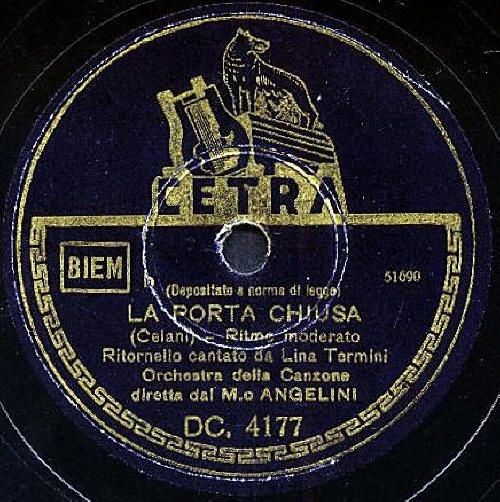 CETRA
BIEM
(Depositato a norma di legge)
51690
LA PORTA CHIUSA
(Celani) - Ritmo moderato
Ritornello cantato da Lina Termini
Orchestra della Canzone
diretta dal M.o ANGELINI
DC. 4177